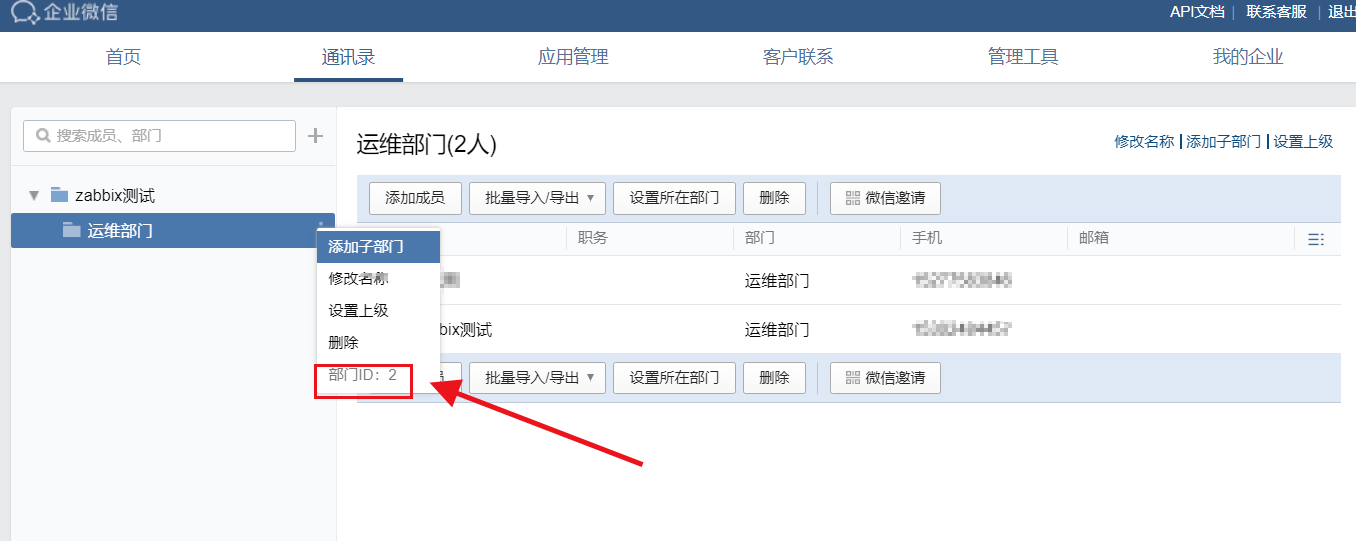 企业微信
API文档 | 联系客服 | 退出
首页 通讯录 应用管理 客户联系 管理工具 我的企业
搜索成员、部门
运维部门(2人)
修改名称 | 添加子部门 | 设置上级
zabbix测试
添加成员 批量导入/导出 设置所在部门 删除 微信邀请
运维部门
添加子部门
职务 部门 手机 邮箱
修改名称
运维部门
设置上级
bix测试 运维部门
删除
部门ID：2
批量导入/导出 设置所在部门 删除 微信邀请